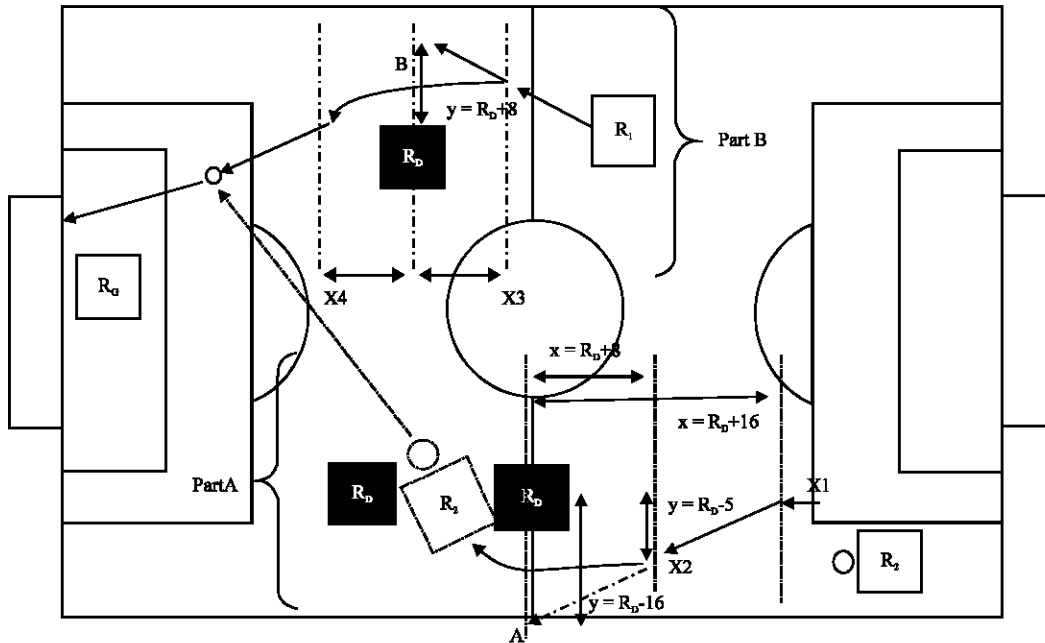 B
y = R_D+8
R_1
Part B
R_D
R_G
X4
X3
x = R_D+8
x = R_D+16
PartA
R_D
R_2
R_D
y = R_D-5
X1
X2
R_2
y = R_D-16
A